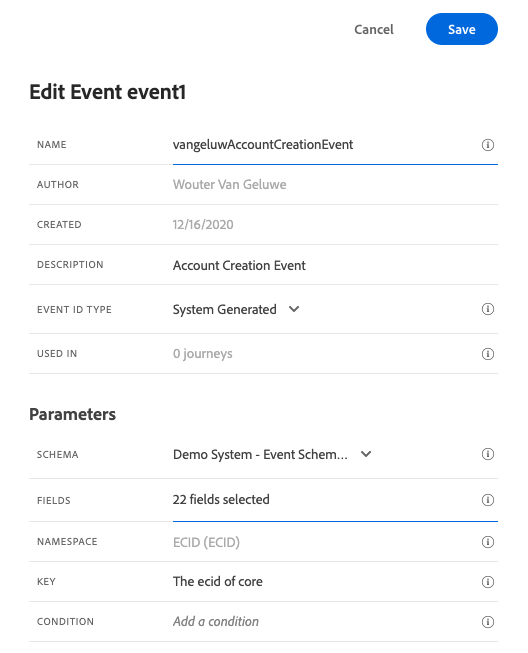 Cancel Save
Edit Event event1
NAME vangeluwAccountCreationEvent
AUTHOR Wouter Van Geluwe
CREATED 12/16/2020
DESCRIPTION Account Creation Event
EVENT ID TYPE System Generated
USED IN 0 journeys
Parameters
SCHEMA Demo System - Event Schem...
FIELDS 22 fields selected
NAMESPACE ECID (ECID)
KEY The ecid of core
CONDITION Add a condition